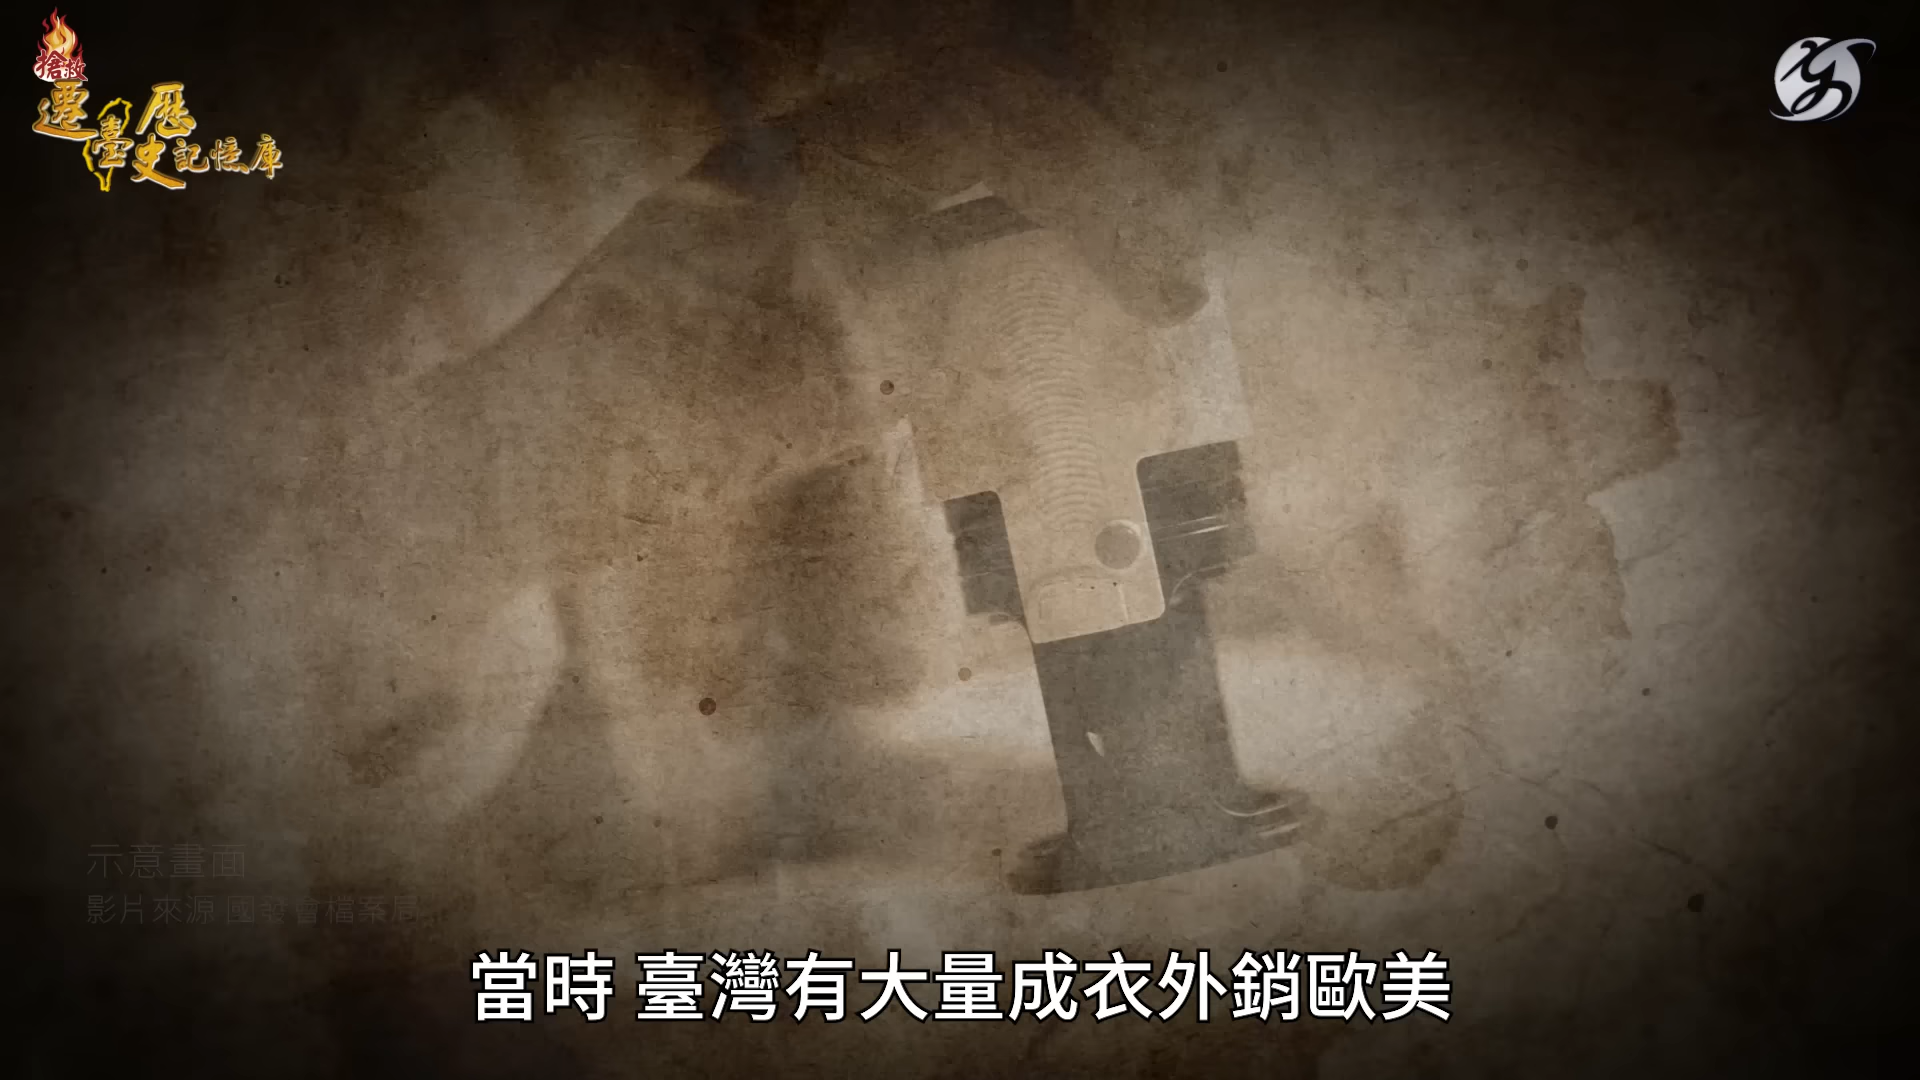 搶救
遷臺歷史記憶庫
示意畫面
影片來源 國發會檔案局
當時 臺灣有大量成衣外銷歐美